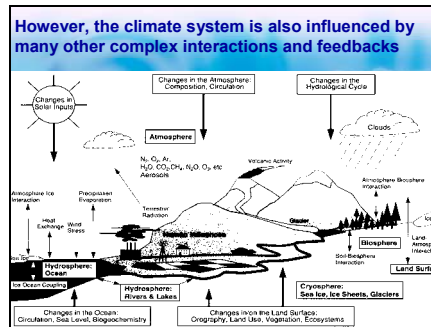 However, the climate system is also influenced by
many other complex interactions and feedbacks
Changes in the Atmosphere:
Composition, Circulation
Changes in the
Hydrological Cycle
Changes in
Solar Inputs
Atmosphere
Clouds
N₂, O₂, Ar,
H₂O, CO₂, CH₄, N₂O, O₃, etc
Aerosols
Volcanic Activity
Atmosphere-Biosphere
Interaction
Atmosphere Ice
Interaction
Precipitation
Evaporation
Terrestrial
Radiation
Heat
Exchange
Wind
Stress
Human Influences
Glacier
Biosphere
Land-
Soil-Biosphere
Interaction
Land Surf
Hydrosphere:
Ocean
Ice Ocean Coupling
Hydrosphere:
Rivers & Lakes
Cryosphere:
Sea Ice, Ice Sheets, Glaciers
Changes in the Ocean:
Circulation, Sea Level, Biogeochemistry
Changes in/on the Land Surface:
Orography, Land Use, Vegetation, Ecosystems